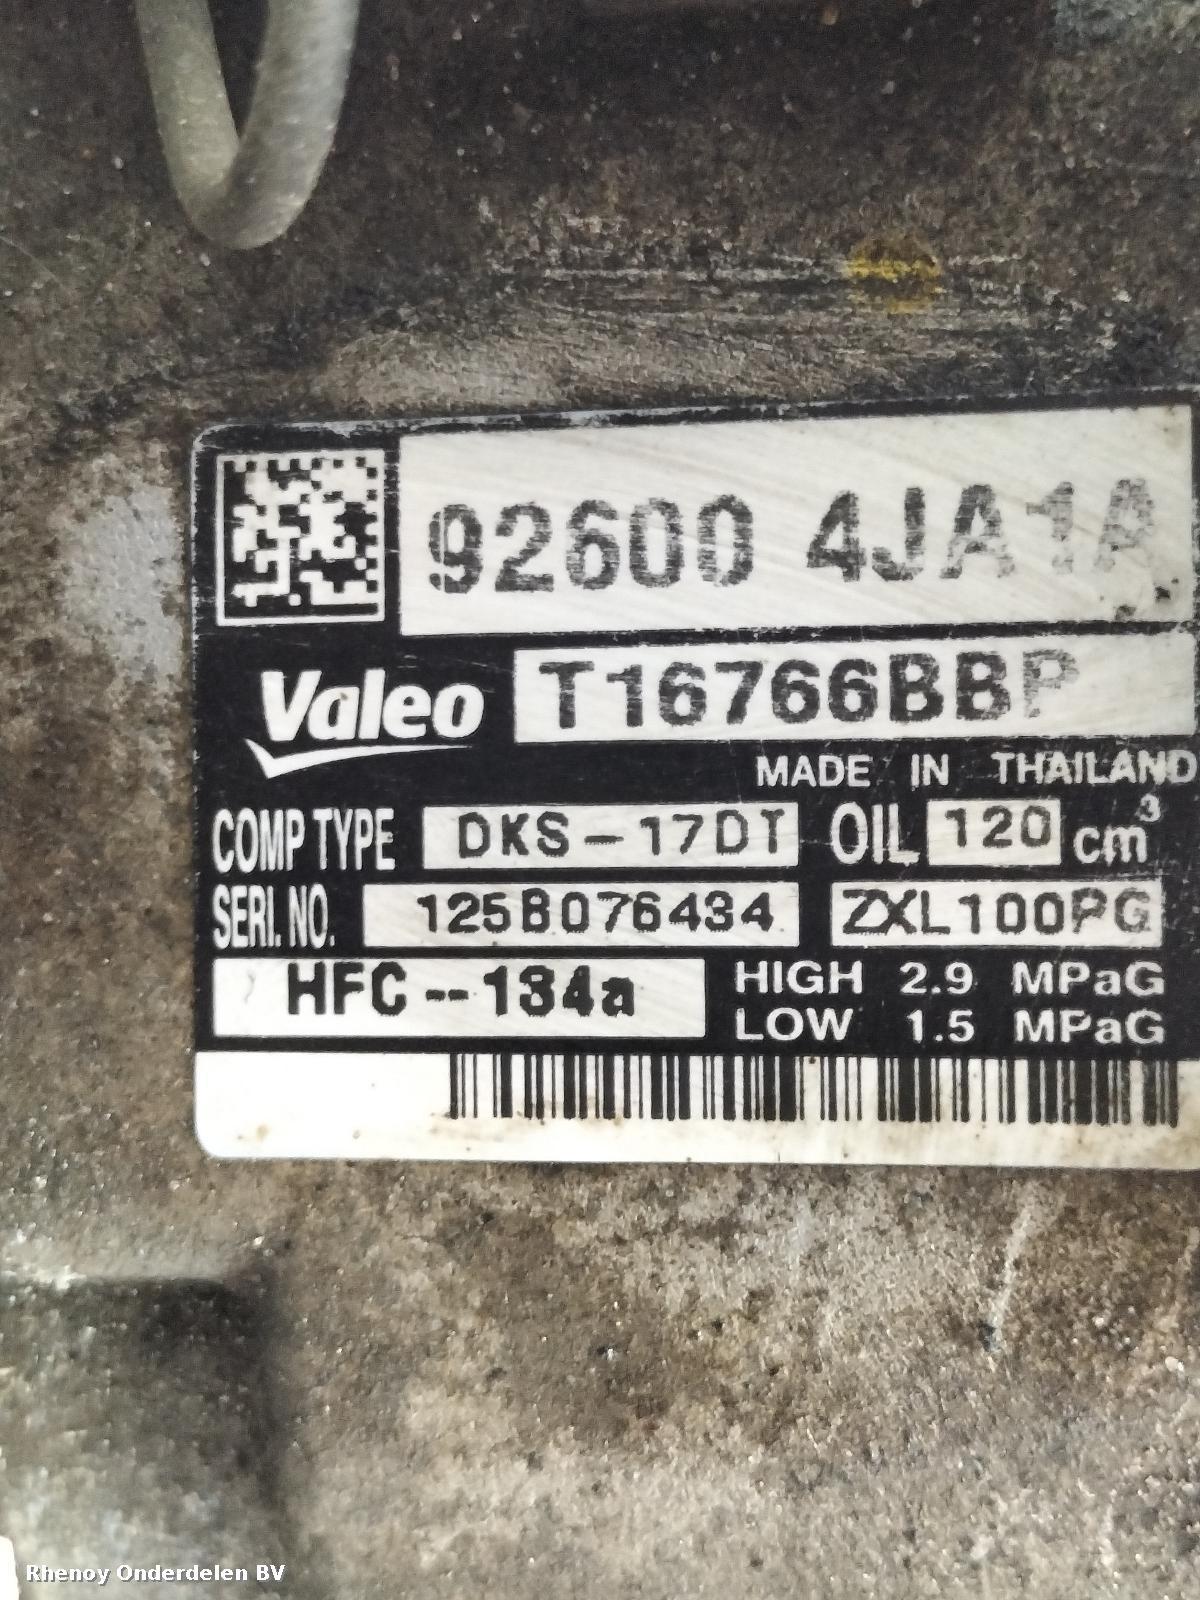 92600 4JA1A
Valeo T16766BBP
MADE IN THAILAND
COMP TYPE DKS-17DT OIL 120 cm³
SERI. NO. 125B076434 ZXL100PG
HFC--134a HIGH 2.9 MPaG
LOW 1.5 MPaG
Rhenoy Onderdelen BV